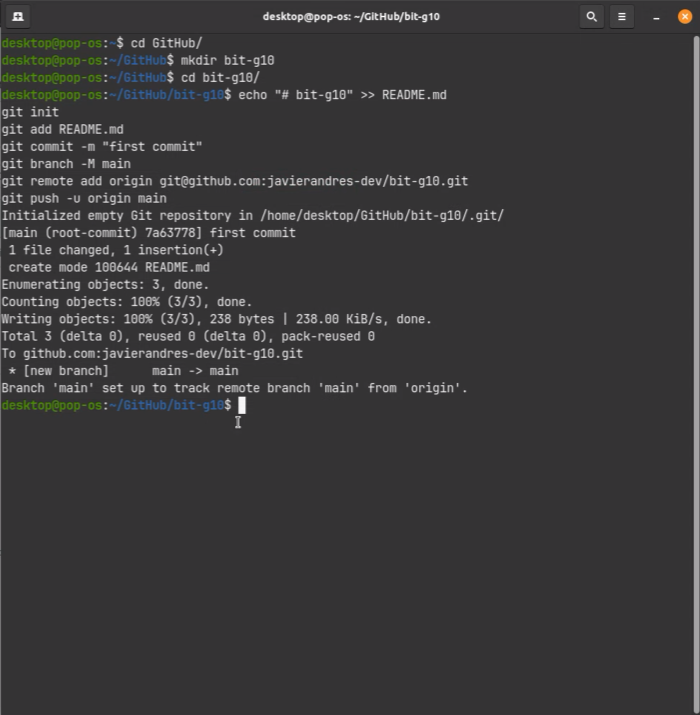 desktop@pop-os: ~/GitHub/bit-g10
desktop@pop-os:~$ cd GitHub/
desktop@pop-os:~/GitHub$ mkdir bit-g10
desktop@pop-os:~/GitHub$ cd bit-g10/
desktop@pop-os:~/GitHub/bit-g10$ echo "# bit-g10" >> README.md
git init
git add README.md
git commit -m "first commit"
git branch -M main
git remote add origin git@github.com:javierandres-dev/bit-g10.git
git push -u origin main
Initialized empty Git repository in /home/desktop/GitHub/bit-g10/.git/
[main (root-commit) 7a63778] first commit
 1 file changed, 1 insertion(+)
 create mode 100644 README.md
Enumerating objects: 3, done.
Counting objects: 100% (3/3), done.
Writing objects: 100% (3/3), 238 bytes | 238.00 KiB/s, done.
Total 3 (delta 0), reused 0 (delta 0), pack-reused 0
To github.com:javierandres-dev/bit-g10.git
 * [new branch]      main -> main
Branch 'main' set up to track remote branch 'main' from 'origin'.
desktop@pop-os:~/GitHub/bit-g10$